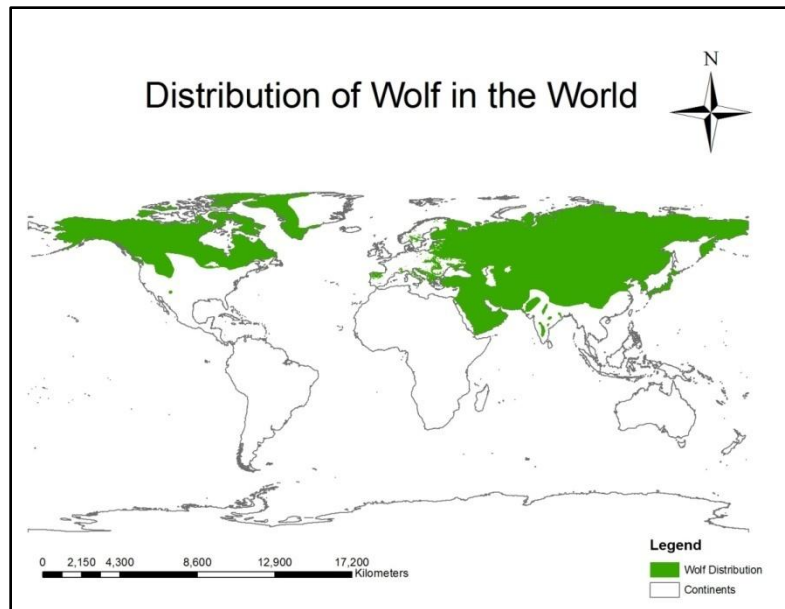 N
Distribution of Wolf in the World
Legend
Wolf Distribution
Continents
0 2,150 4,300 8,600 12,900 17,200
Kilometers